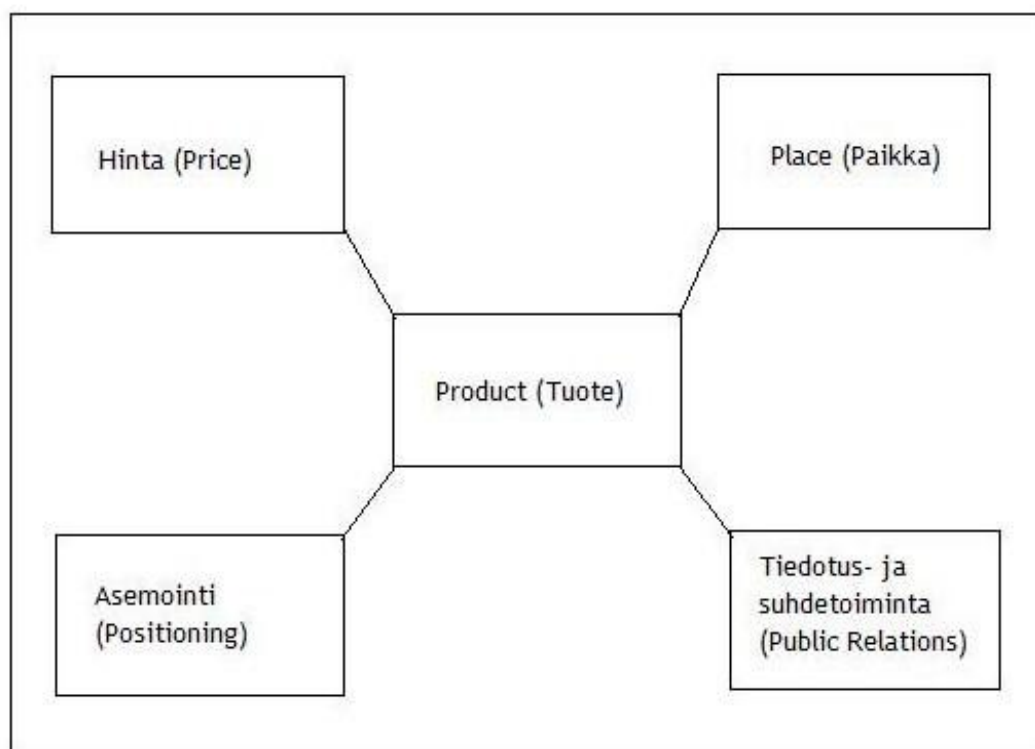 Hinta (Price)
Place (Paikka)
Product (Tuote)
Asemointi
(Positioning)
Tiedotus- ja
suhdetoiminta
(Public Relations)